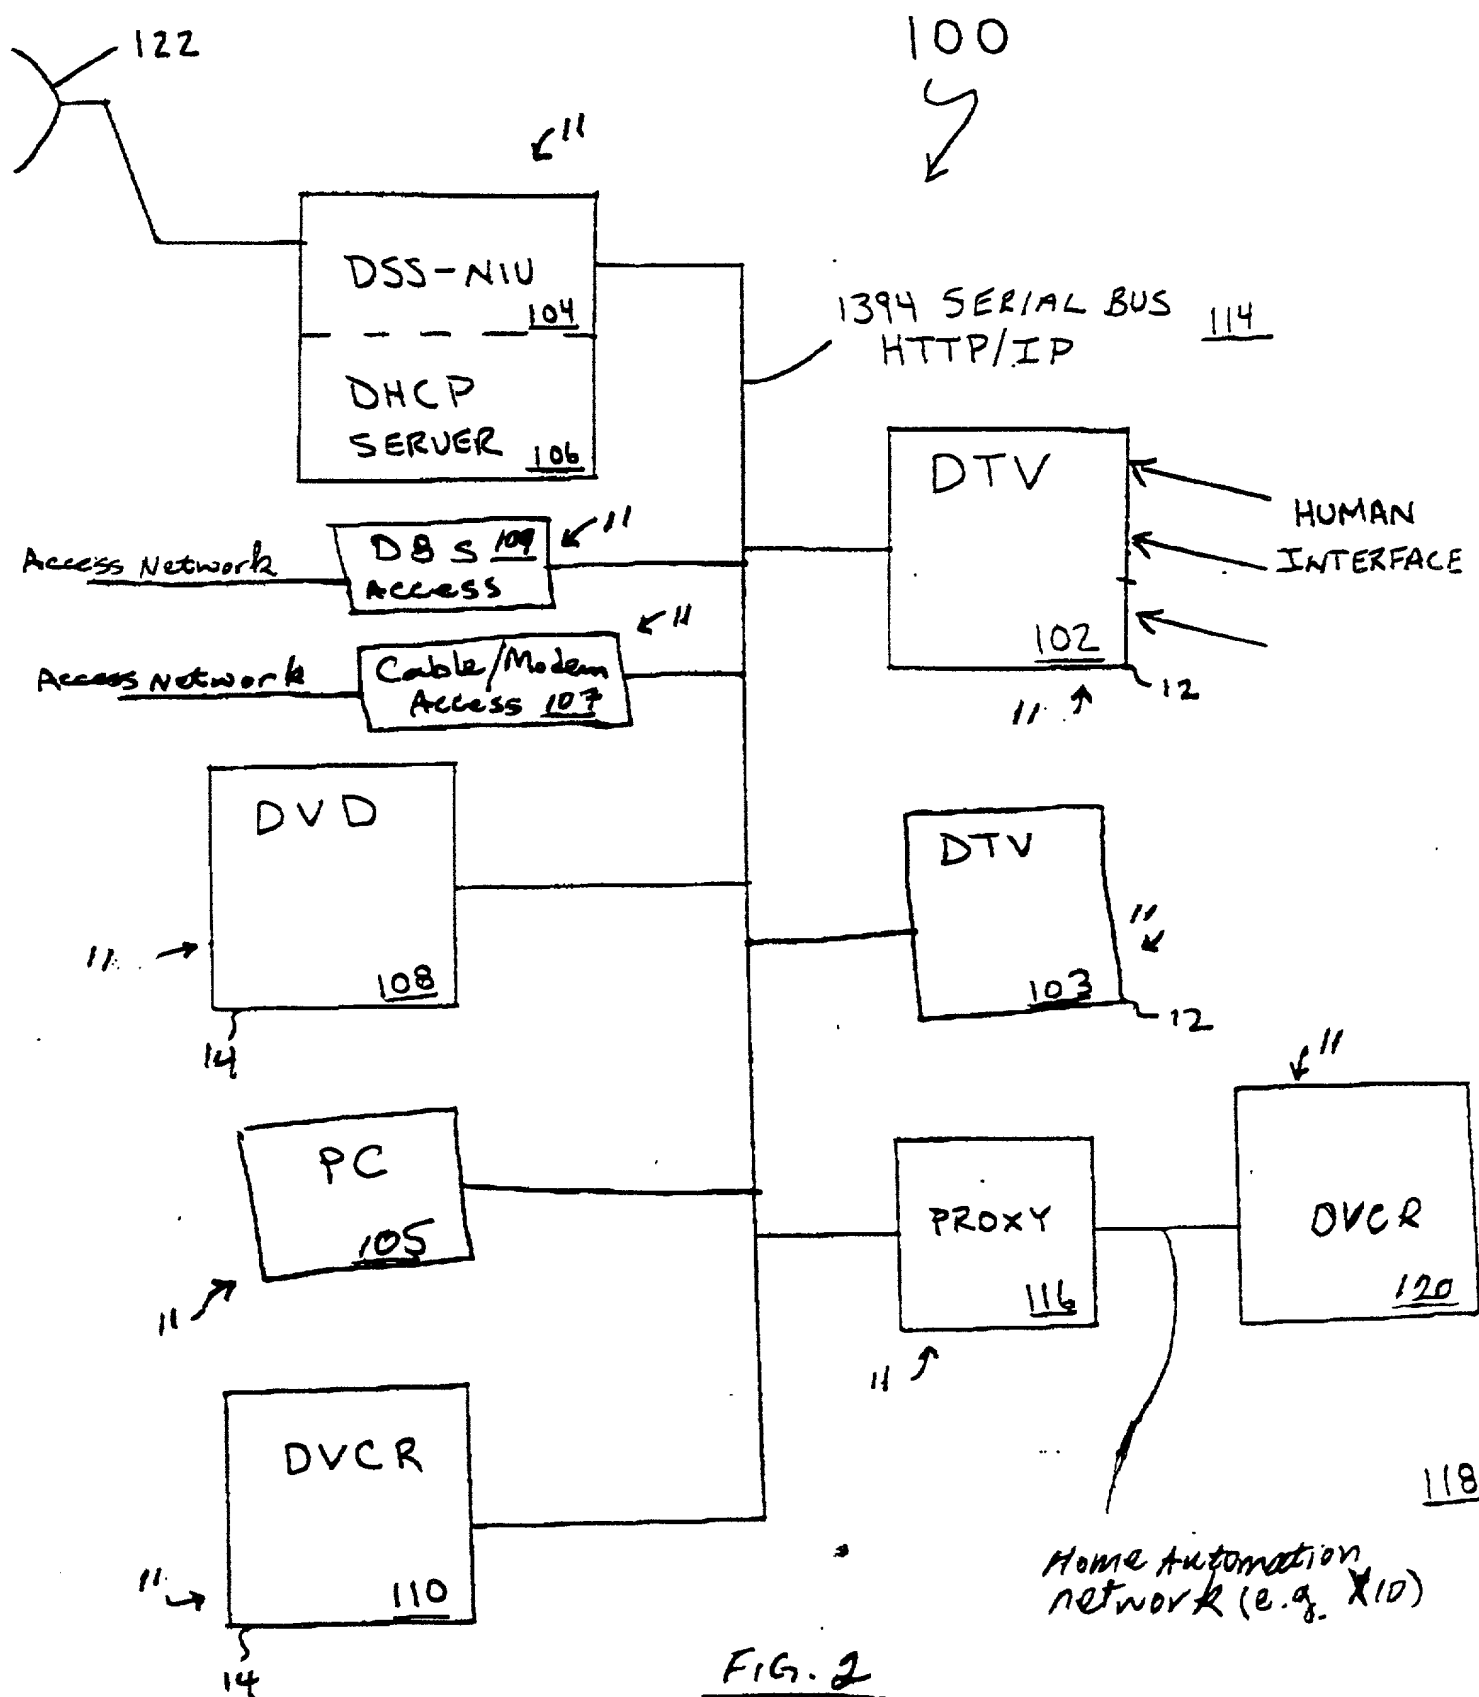 122
100
11
DSS-NIU
104
DHCP
SERVER
106
1394 SERIAL BUS
HTTP/IP
114
DTV
102
HUMAN
INTERFACE
12
11
Access Network
DBS 109
Access
11
Access Network
Cable/Modem
Access 107
11
DVD
108
11
14
DTV
103
11
12
PC
105
11
PROXY
116
11
DVCR
120
11
118
Home Automation
network (e.g. X10)
DVCR
110
11
14
FIG. 2